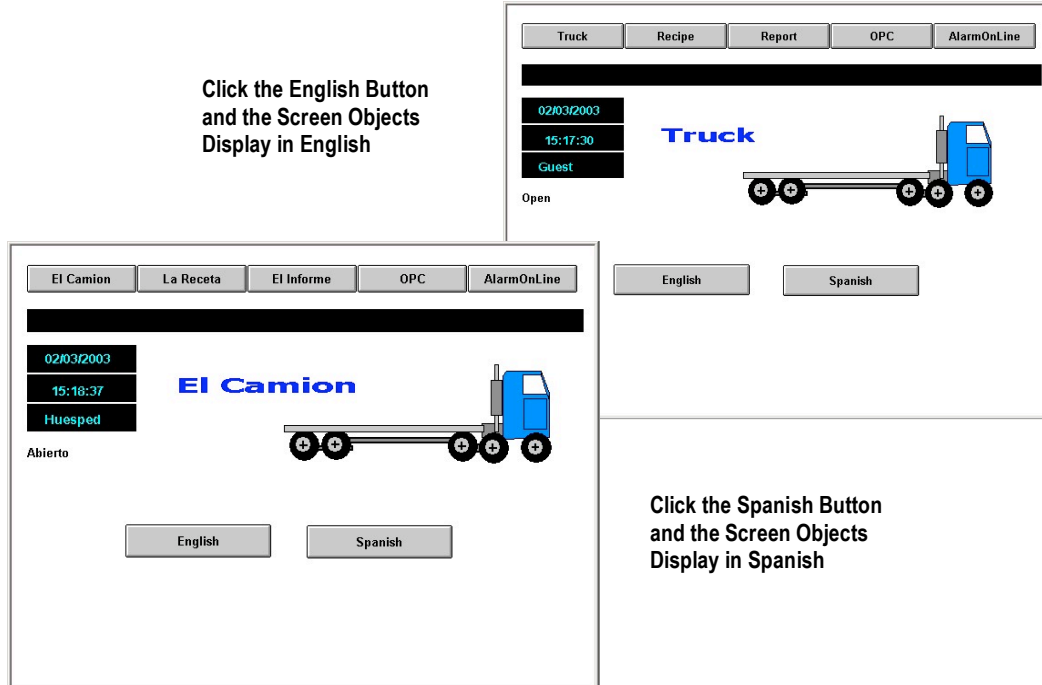 Truck Recipe Report OPC AlarmOnLine
Click the English Button
and the Screen Objects
Display in English
02/03/2003
15:17:30
Guest
Truck
Open
English Spanish
El Camion La Receta El Informe OPC AlarmOnLine
02/03/2003
15:18:37
Huesped
El Camion
Abierto
English Spanish
Click the Spanish Button
and the Screen Objects
Display in Spanish